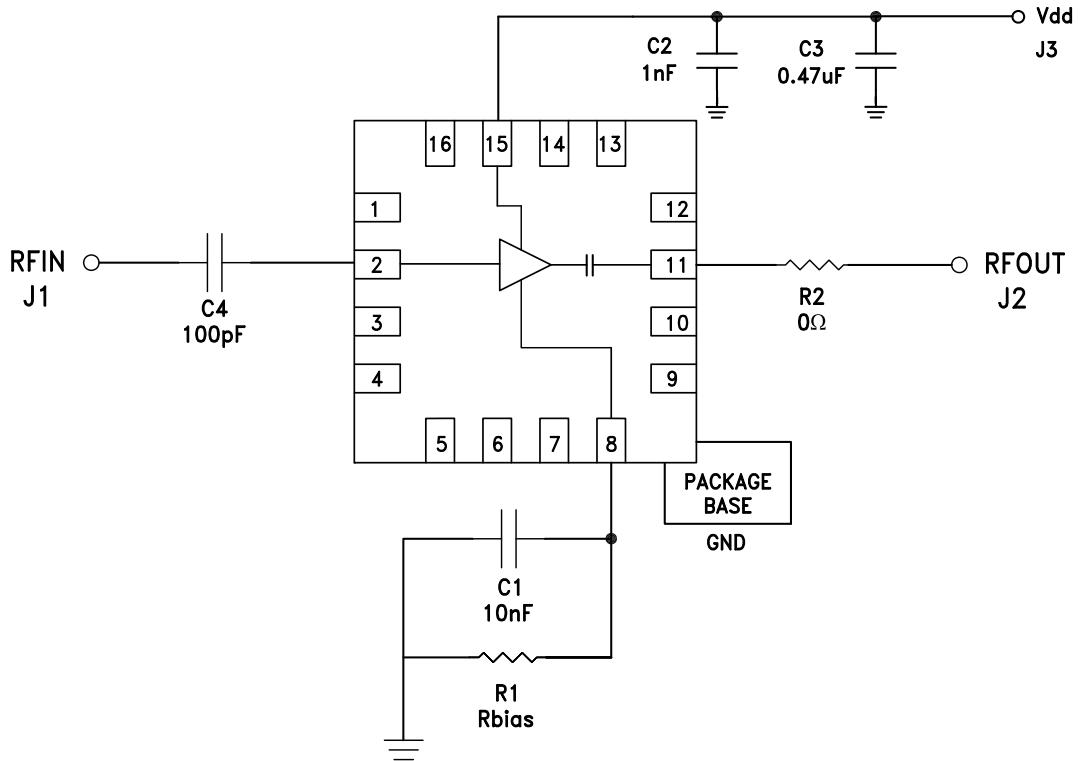 Vdd
J3
C2
1nF
C3
0.47uF
16
15
14
13
1
12
RFIN
J1
2
11
RFOUT
J2
C4
100pF
R2
0Ω
3
10
4
9
5
6
7
8
PACKAGE
BASE
GND
C1
10nF
R1
Rbias